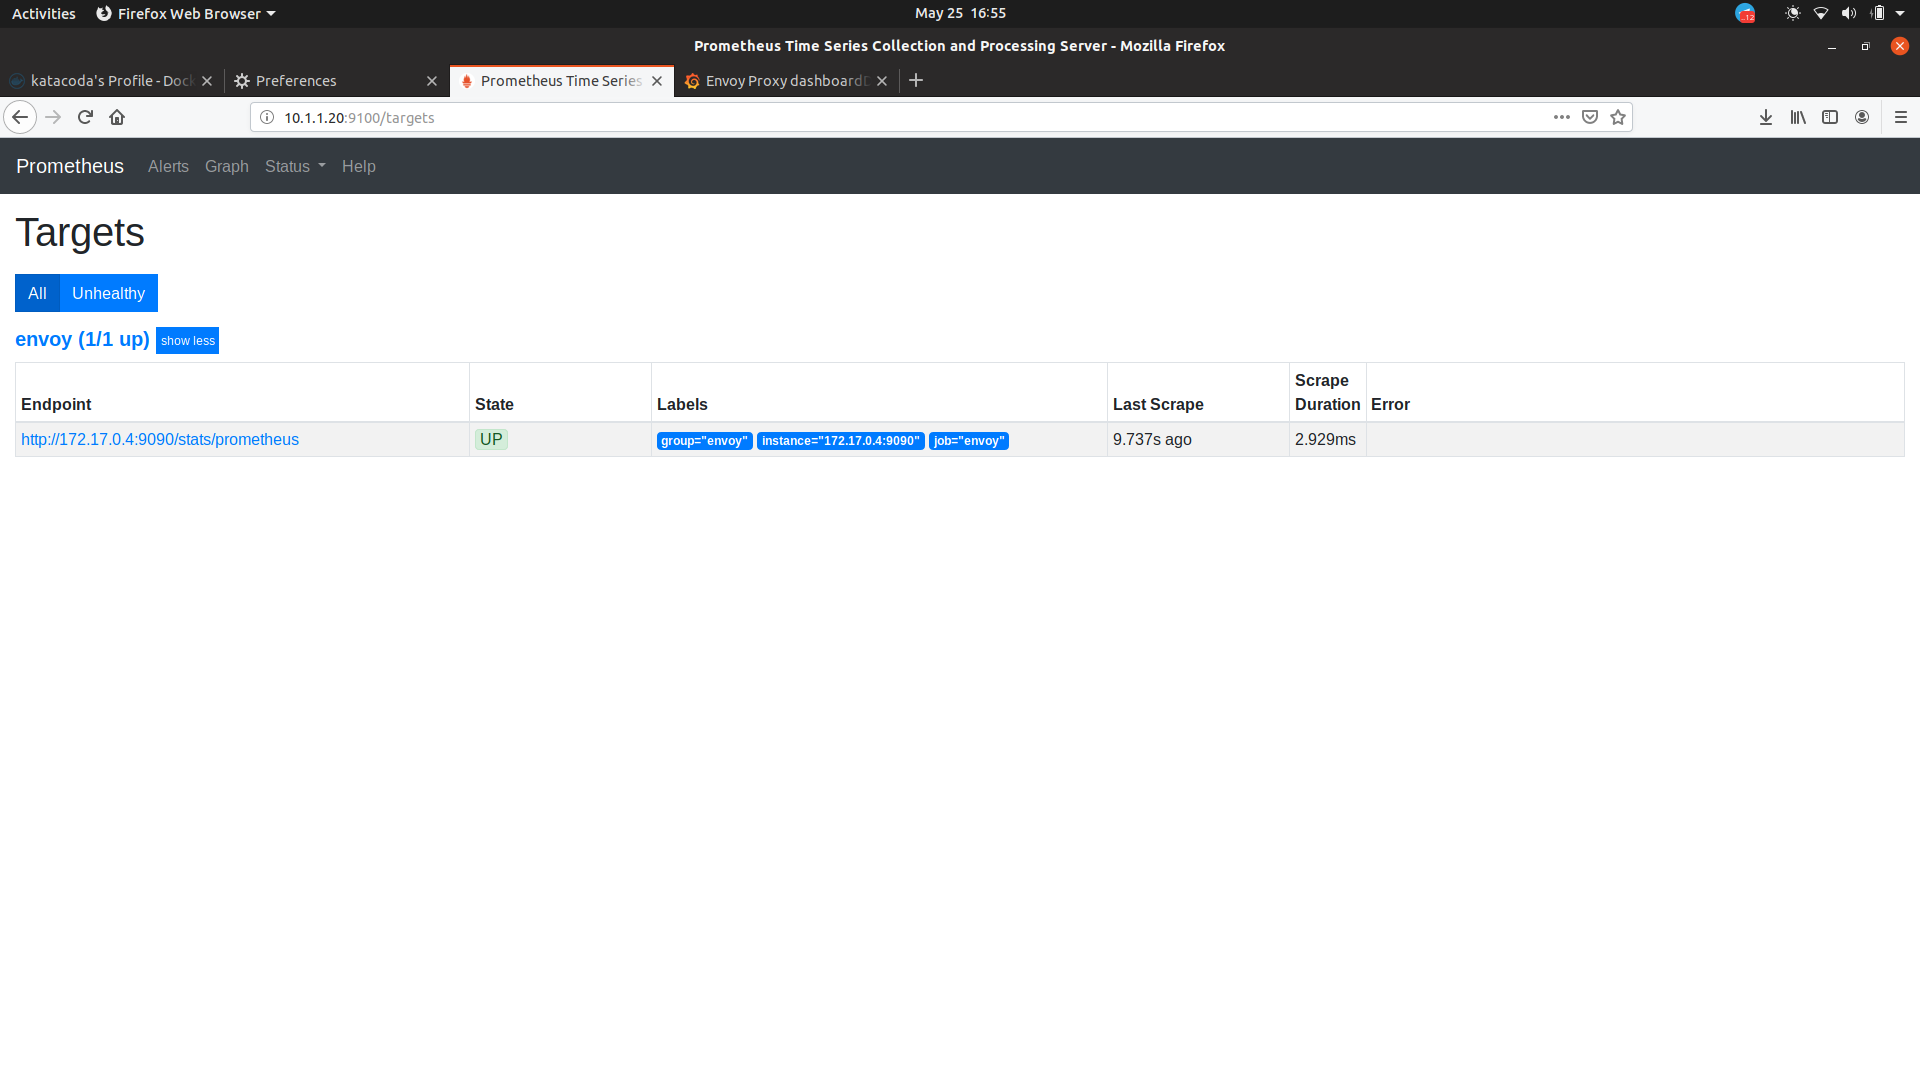 Activities Firefox Web Browser May 25 16:55
Prometheus Time Series Collection and Processing Server - Mozilla Firefox
katacoda's Profile - Dock Preferences Prometheus Time Series Envoy Proxy dashboard
10.1.1.20:9100/targets
Prometheus Alerts Graph Status Help
Targets
All Unhealthy
envoy (1/1 up) show less
Endpoint State Labels Last Scrape Scrape Duration Error
http://172.17.0.4:9090/stats/prometheus UP group="envoy" instance="172.17.0.4:9090" job="envoy" 9.737s ago 2.929ms